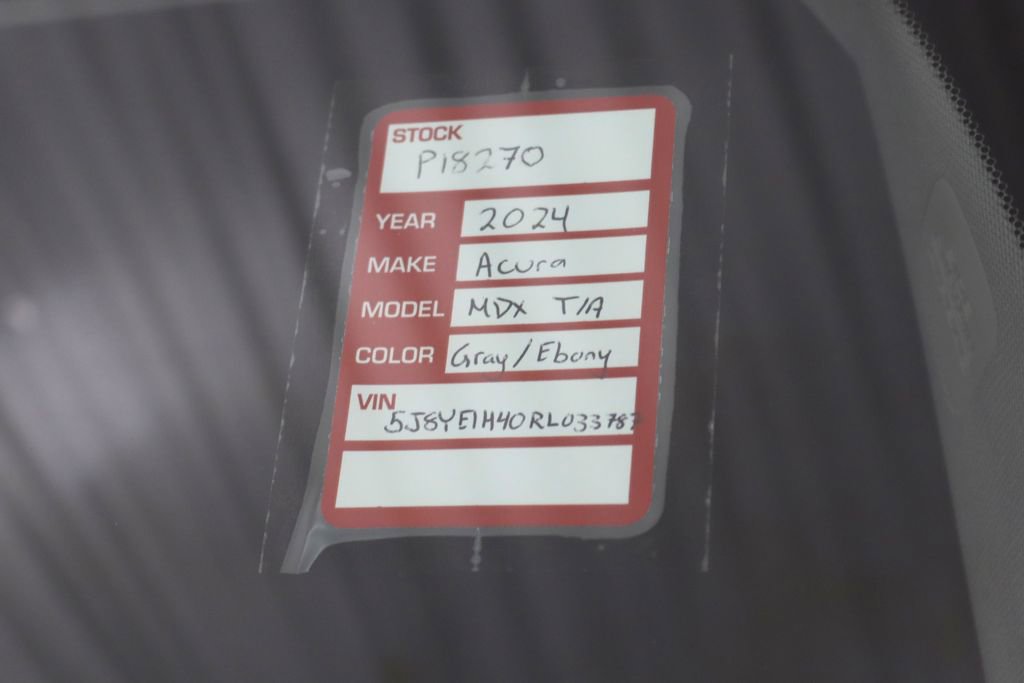 STOCK
P18270
YEAR 2024
MAKE Acura
MODEL MDX T/A
COLOR Gray/Ebony
VIN
5J8YE1H40RL033787